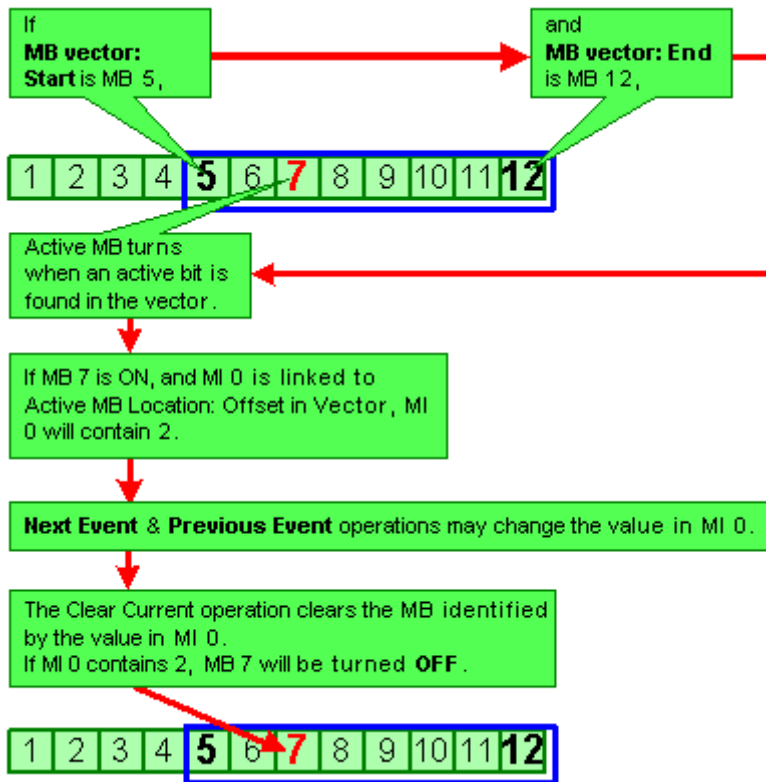 If
MB vector:
Start is MB 5,
and
MB vector: End
is MB 12,
1 2 3 4 5 6 7 8 9 10 11 12
Active MB turns
when an active bit is
found in the vector.
If MB 7 is ON, and MI 0 is linked to
Active MB Location: Offset in Vector, MI
0 will contain 2.
Next Event & Previous Event operations may change the value in MI 0.
The Clear Current operation clears the MB identified
by the value in MI 0.
If MI 0 contains 2, MB 7 will be turned OFF.
1 2 3 4 5 6 7 8 9 10 11 12